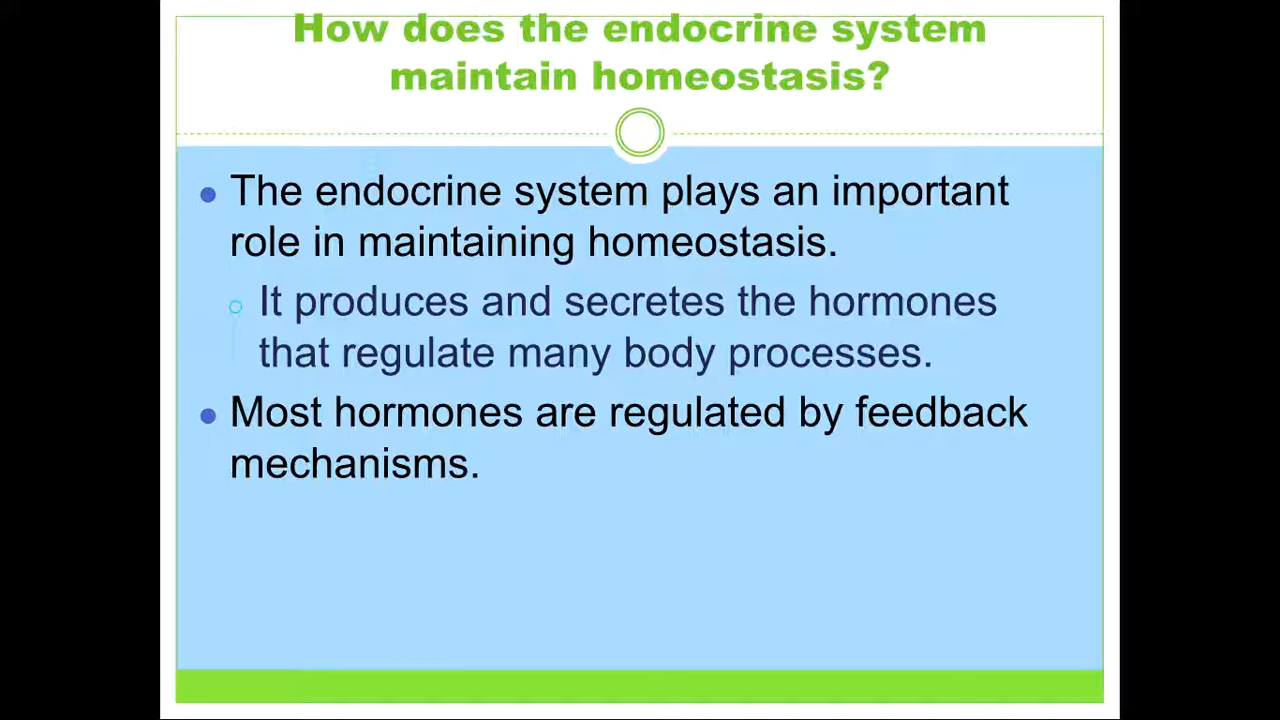 How does the endocrine system
maintain homeostasis?
The endocrine system plays an important
role in maintaining homeostasis.
It produces and secretes the hormones
that regulate many body processes.
Most hormones are regulated by feedback
mechanisms.